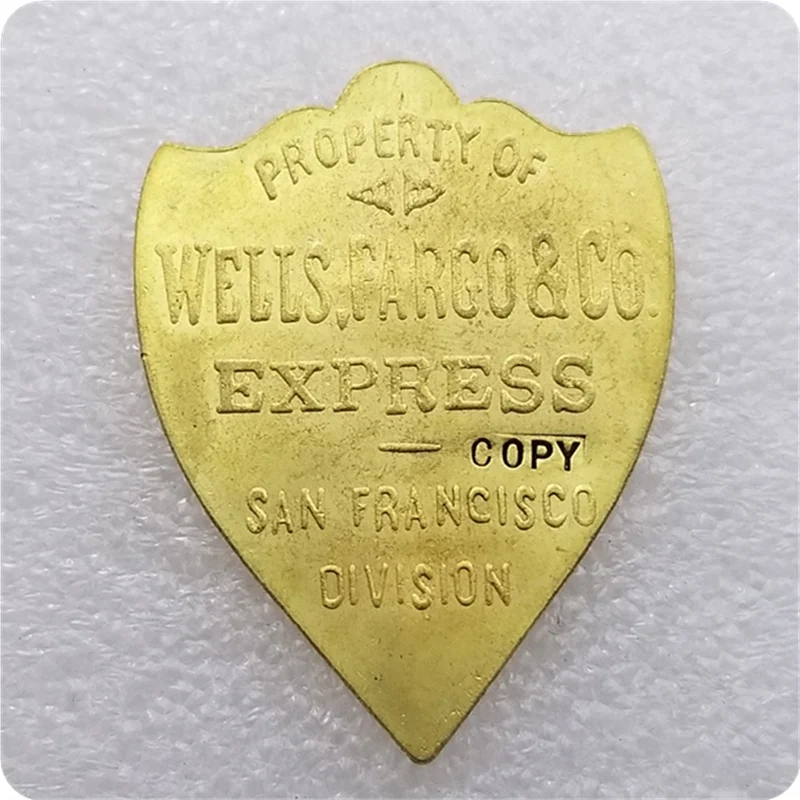 PROPERTY OF
WELLS, FARGO & CO.
EXPRESS
COPY
SAN FRANCISCO
DIVISION